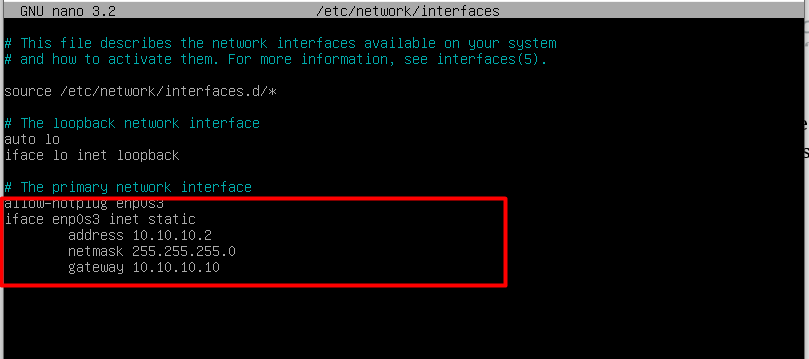 GNU nano 3.2 /etc/network/interfaces
# This file describes the network interfaces available on your system
# and how to activate them. For more information, see interfaces(5).
source /etc/network/interfaces.d/*
# The loopback network interface
auto lo
iface lo inet loopback
# The primary network interface
allow-hotplug enp0s3
iface enp0s3 inet static
address 10.10.10.2
netmask 255.255.255.0
gateway 10.10.10.10